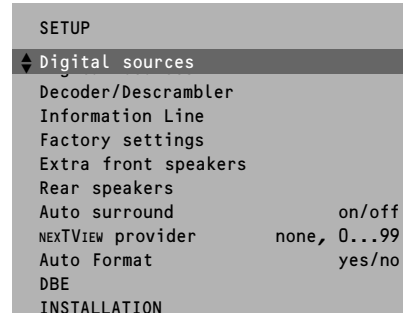 SETUP
Digital sources
Decoder/Descrambler
Information Line
Factory settings
Extra front speakers
Rear speakers
Auto surround on/off
NEXTVIEW provider none, 0...99
Auto Format yes/no
DBE
INSTALLATION